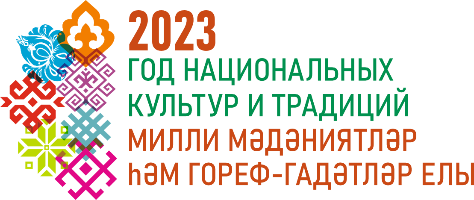 2023
ГОД НАЦИОНАЛЬНЫХ
КУЛЬТУР И ТРАДИЦИЙ
МИЛЛИ МӘДӘНИЯТЛӘР
ҺӘМ ГОРЕФ-ГАДӘТЛӘР ЕЛЫ